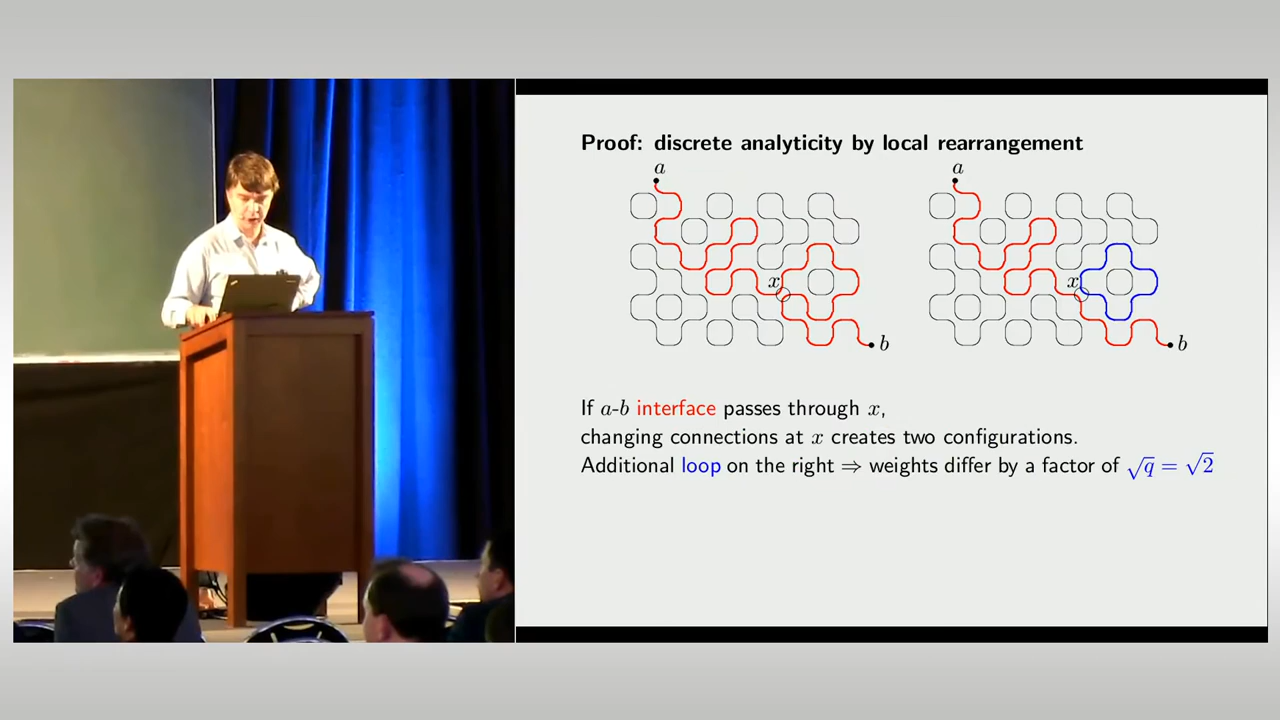 Proof: discrete analyticity by local rearrangement
a a
x x
b b
If a-b interface passes through x,
changing connections at x creates two configurations.
Additional loop on the right ⇒ weights differ by a factor of √q = √2